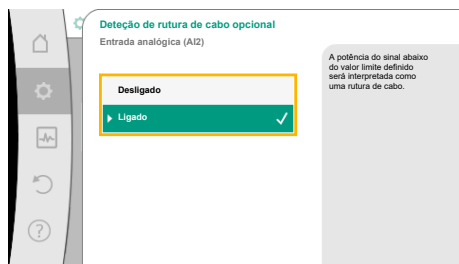 Deteção de rutura de cabo opcional
Entrada analógica (AI2)
A potência do sinal abaixo
do valor limite definido
será interpretada como
uma rutura de cabo.
Desligado
Ligado